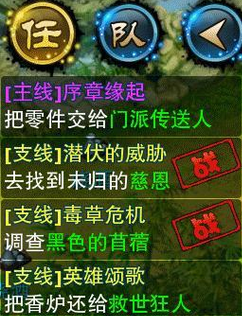 任 队
[主线]序章缘起
把零件交给门派传送人
[支线]潜伏的威胁
去找到未归的慈恩
战
[支线]毒草危机
调查黑色的苜蓿
战
[支线]英雄颂歌
把香炉还给救世狂人